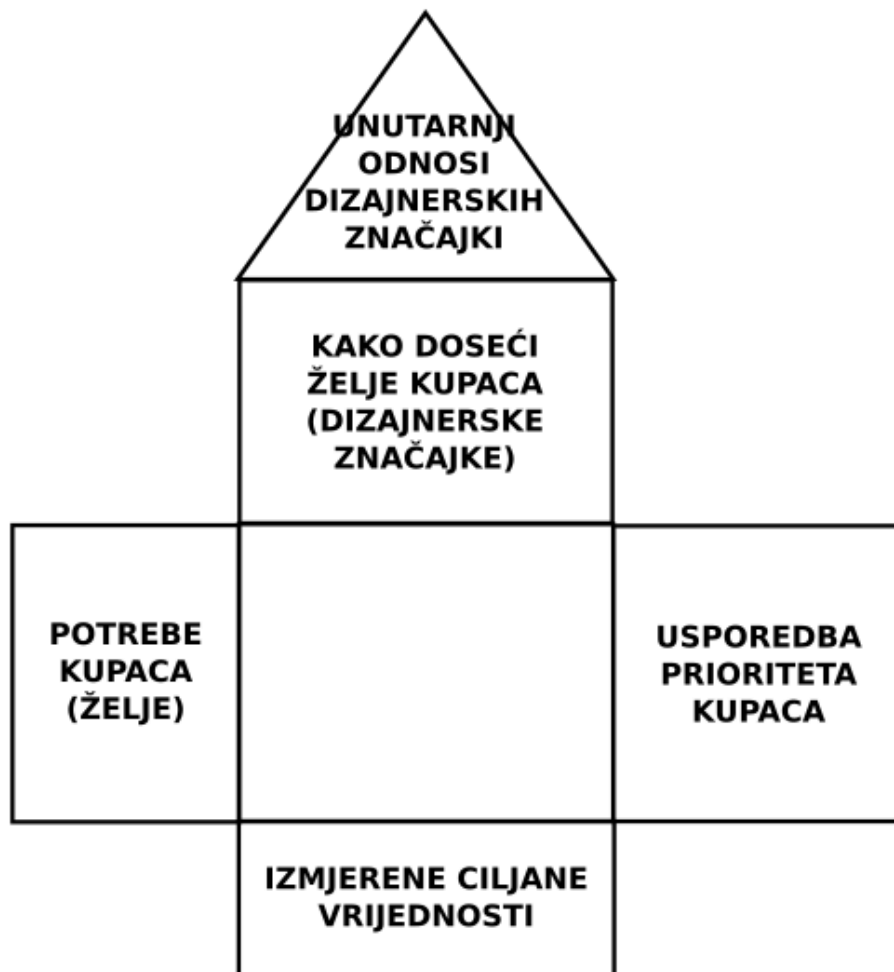 UNUTARNJI
ODNOSI
DIZAJNERSKIH
ZNAČAJKI
KAKO DOSEĆI
ŽELJE KUPACA
(DIZAJNERSKE
ZNAČAJKE)
POTREBE
KUPACA
(ŽELJE)
USPOREDBA
PRIORITETA
KUPACA
IZMJERENE CILJANE
VRIJEDNOSTI